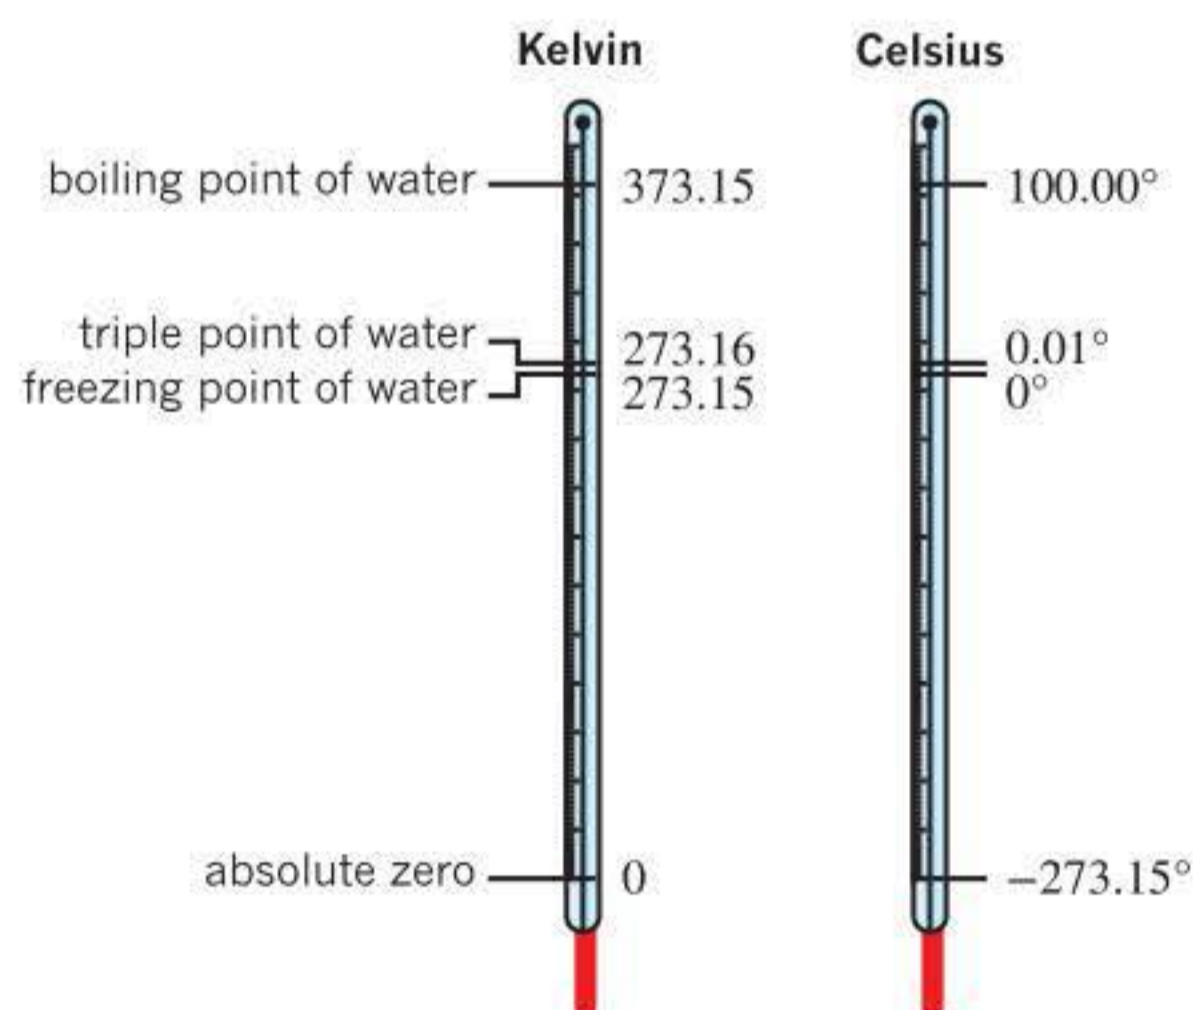 Kelvin Celsius
boiling point of water 373.15 100.00°
triple point of water 273.16 0.01°
freezing point of water 273.15 0°
absolute zero 0 –273.15°